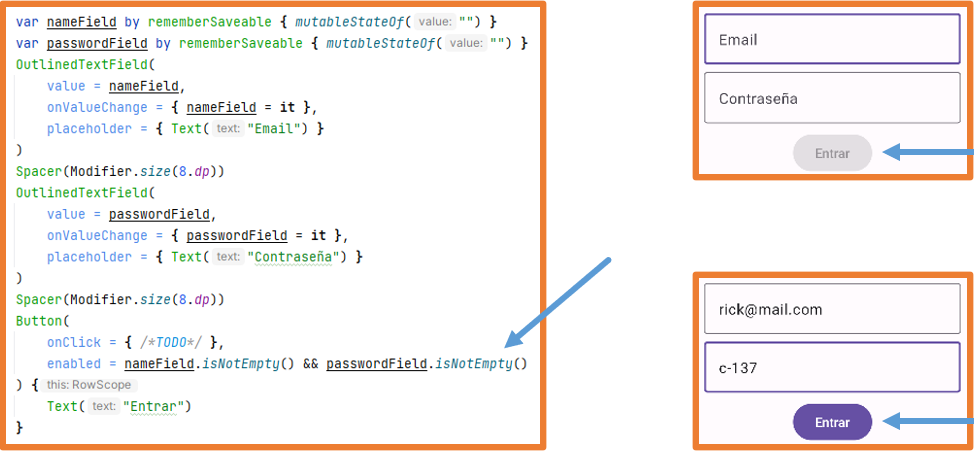 var nameField by rememberSaveable { mutableStateOf( value: "") }
var passwordField by rememberSaveable { mutableStateOf( value: "") }
OutlinedTextField(
    value = nameField,
    onValueChange = { nameField = it },
    placeholder = { Text( text: "Email") }
)
Spacer(Modifier.size(8.dp))
OutlinedTextField(
    value = passwordField,
    onValueChange = { passwordField = it },
    placeholder = { Text( text: "Contraseña") }
)
Spacer(Modifier.size(8.dp))
Button(
    onClick = { /*TODO*/ },
    enabled = nameField.isNotEmpty() && passwordField.isNotEmpty()
) { this: RowScope
    Text( text: "Entrar")
}
Email
Contraseña
Entrar
rick@mail.com
c-137
Entrar